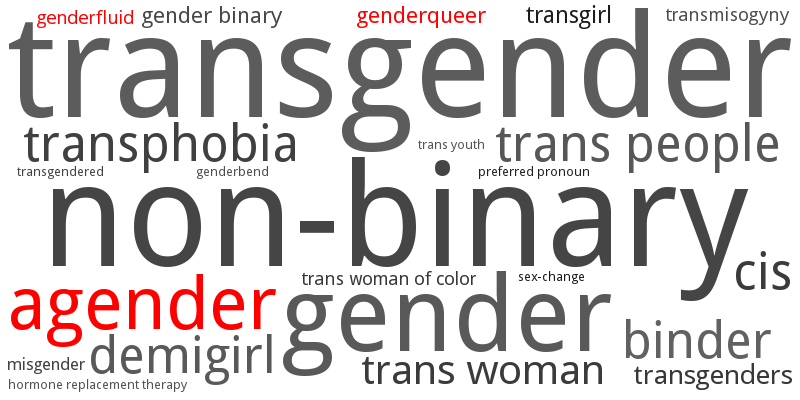 genderfluid gender binary genderqueer transgirl transmisogyny
transgender
transphobia trans youth trans people
transgendered genderbend preferred pronoun
non-binary
cis
agender trans woman of color sex-change
gender
demigirl binder
misgender trans woman transgenders
hormone replacement therapy